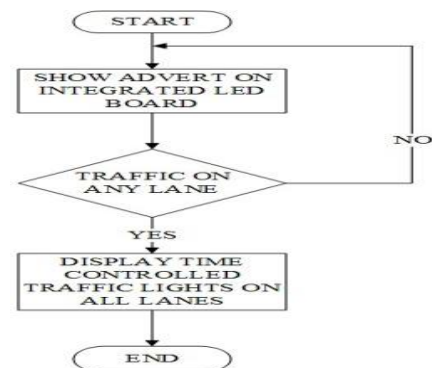 START
SHOW ADVERT ON
INTEGRATED LED
BOARD
TRAFFIC ON
ANY LANE
NO
YES
DISPLAY TIME
CONTROLLED
TRAFFIC LIGHTS ON
ALL LANES
END